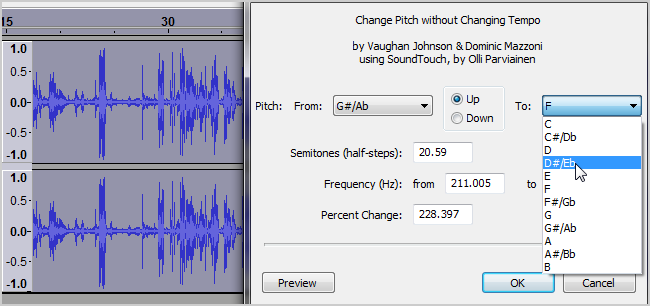 15 30
1.0
0.5
0.0
-0.5
-1.0
1.0
0.5
0.0
-0.5
-1.0
Change Pitch without Changing Tempo
by Vaughan Johnson & Dominic Mazzoni
using SoundTouch, by Olli Parviainen
Pitch: From: G#/Ab Up To: F
Down
Semitones (half-steps): 20.59
Frequency (Hz): from 211.005 to
Percent Change: 228.397
C
C#/Db
D
D#/Eb
E
F
F#/Gb
G
G#/Ab
A
A#/Bb
B
Preview OK Cancel